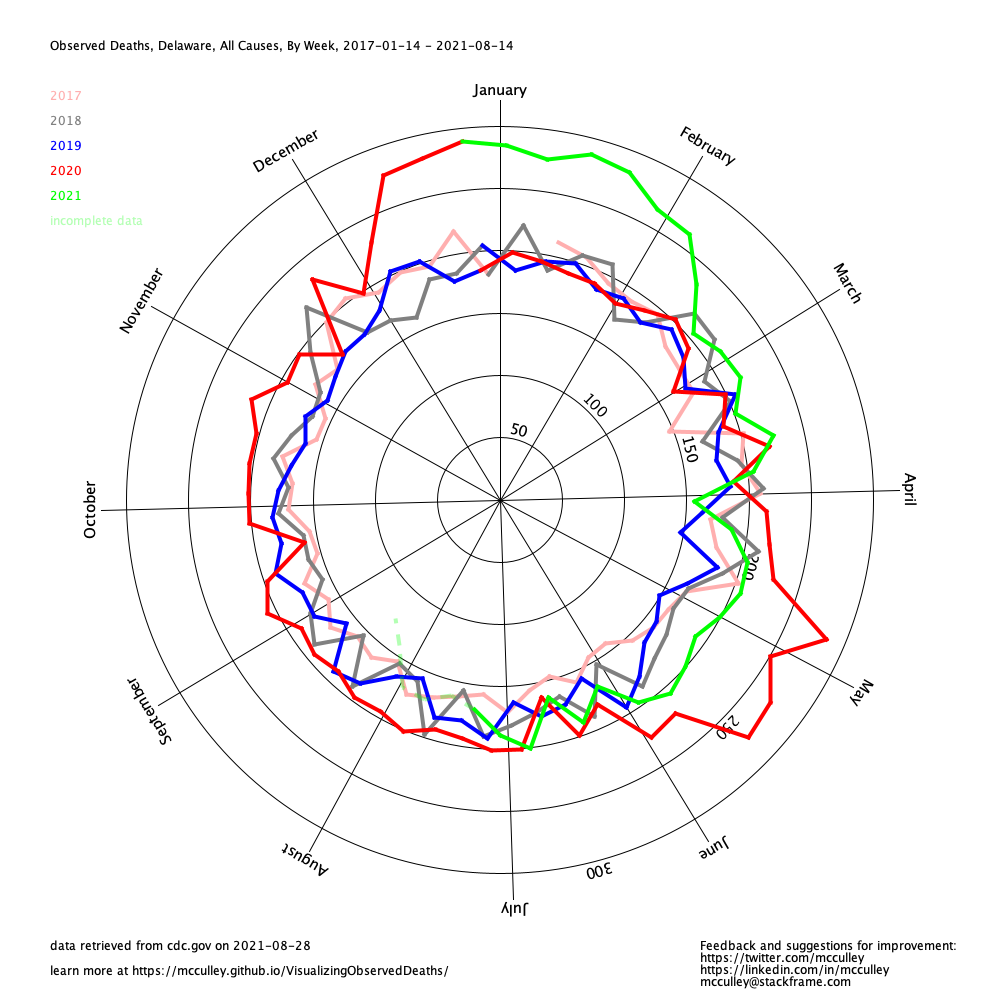 Observed Deaths, Delaware, All Causes, By Week, 2017-01-14 - 2021-08-14
2017
2018
2019
2020
2021
incomplete data
January
February
March
April
May
June
July
August
September
October
November
December
50
100
150
200
250
300
data retrieved from cdc.gov on 2021-08-28
learn more at https://mcculley.github.io/VisualizingObservedDeaths/
Feedback and suggestions for improvement:
https://twitter.com/mcculley
https://linkedin.com/in/mcculley
mcculley@stackframe.com